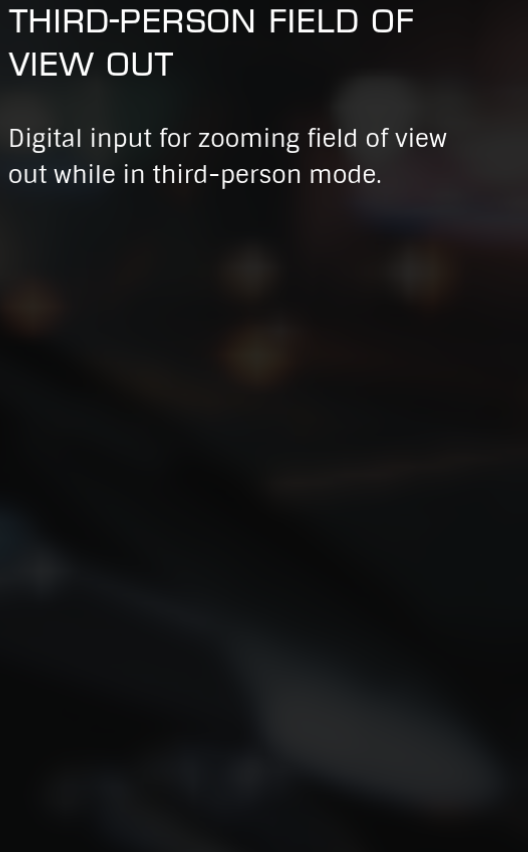 THIRD-PERSON FIELD OF
VIEW OUT
Digital input for zooming field of view
out while in third-person mode.